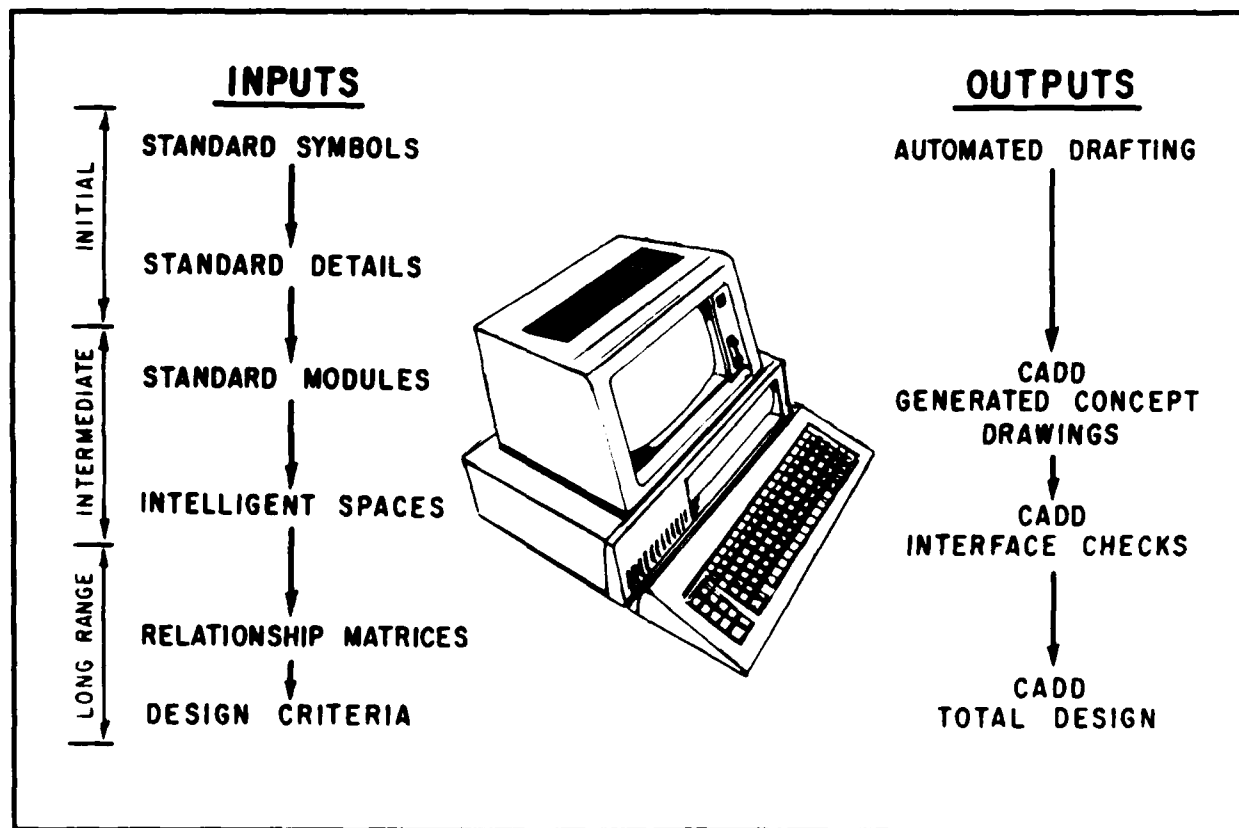 INPUTS
INITIAL
STANDARD SYMBOLS
STANDARD DETAILS
INTERMEDIATE
STANDARD MODULES
INTELLIGENT SPACES
LONG RANGE
RELATIONSHIP MATRICES
DESIGN CRITERIA
OUTPUTS
AUTOMATED DRAFTING
CADD
GENERATED CONCEPT
DRAWINGS
CADD
INTERFACE CHECKS
CADD
TOTAL DESIGN